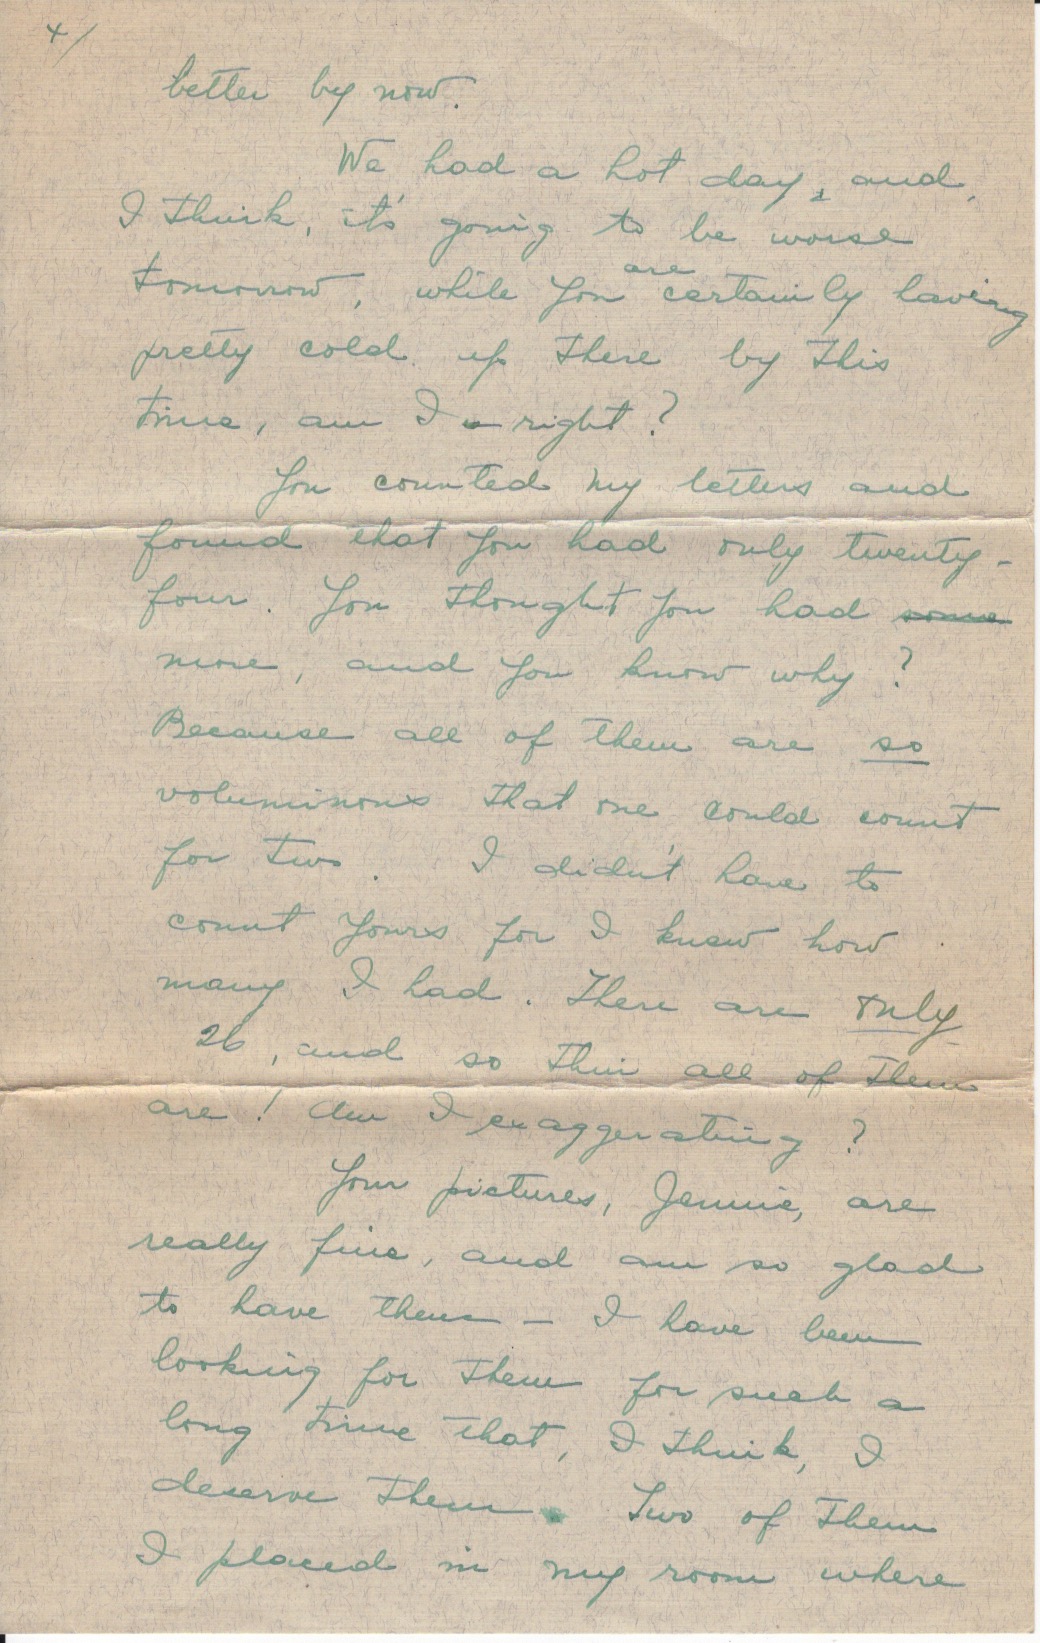 4/
better by now.
We had a hot day, and,
I think, it's going to be worse
tomorrow, while you are certainly having
pretty cold up there by this
time, am I right?
You counted my letters and
found that you had only twenty-
four. You thought you had some
more, and you know why?
Because all of them are so
voluminoux that one could count
for two. I didn't have to
count yours for I knew how
many I had. There are only
26, and so thin all of them
are! Am I exaggerating?
Your pictures, Jennie, are
really fine, and am so glad
to have them — I have been
looking for them for such a
long time that, I think, I
deserve them. Two of them
I placed in my room where